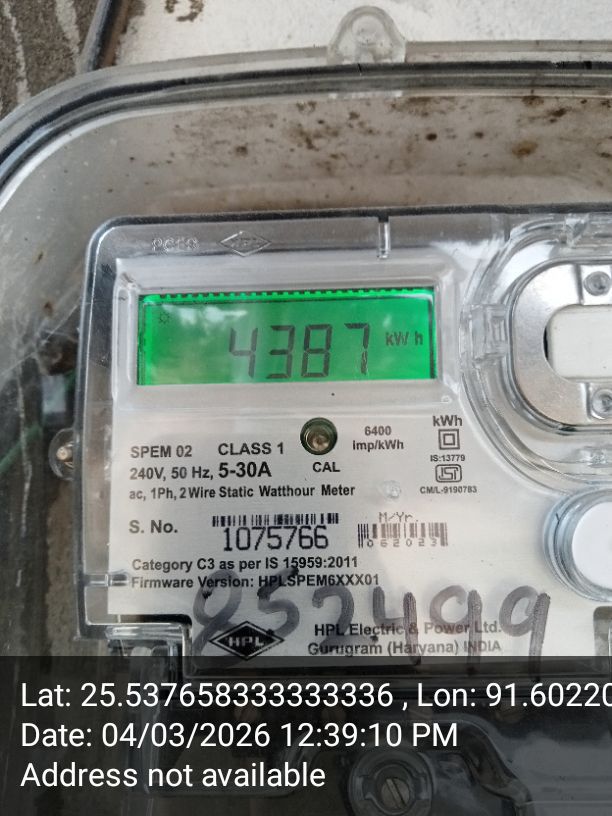 HPL
4387 kWh
6400
imp/kWh
kWh
SPEM 02 CLASS 1
240V, 50 Hz, 5-30A
CAL
IS:13779
ISI
CM/L-9190783
ac, 1Ph, 2 Wire Static Watthour Meter
M/Yr.
S. No. 1075766
062023
Category C3 as per IS 15959:2011
Firmware Version: HPLSPEM6XXX01
HPL
HPL Electric & Power Ltd.
Gurugram (Haryana) INDIA
Lat: 25.537658333333336 , Lon: 91.60220
Date: 04/03/2026 12:39:10 PM
Address not available